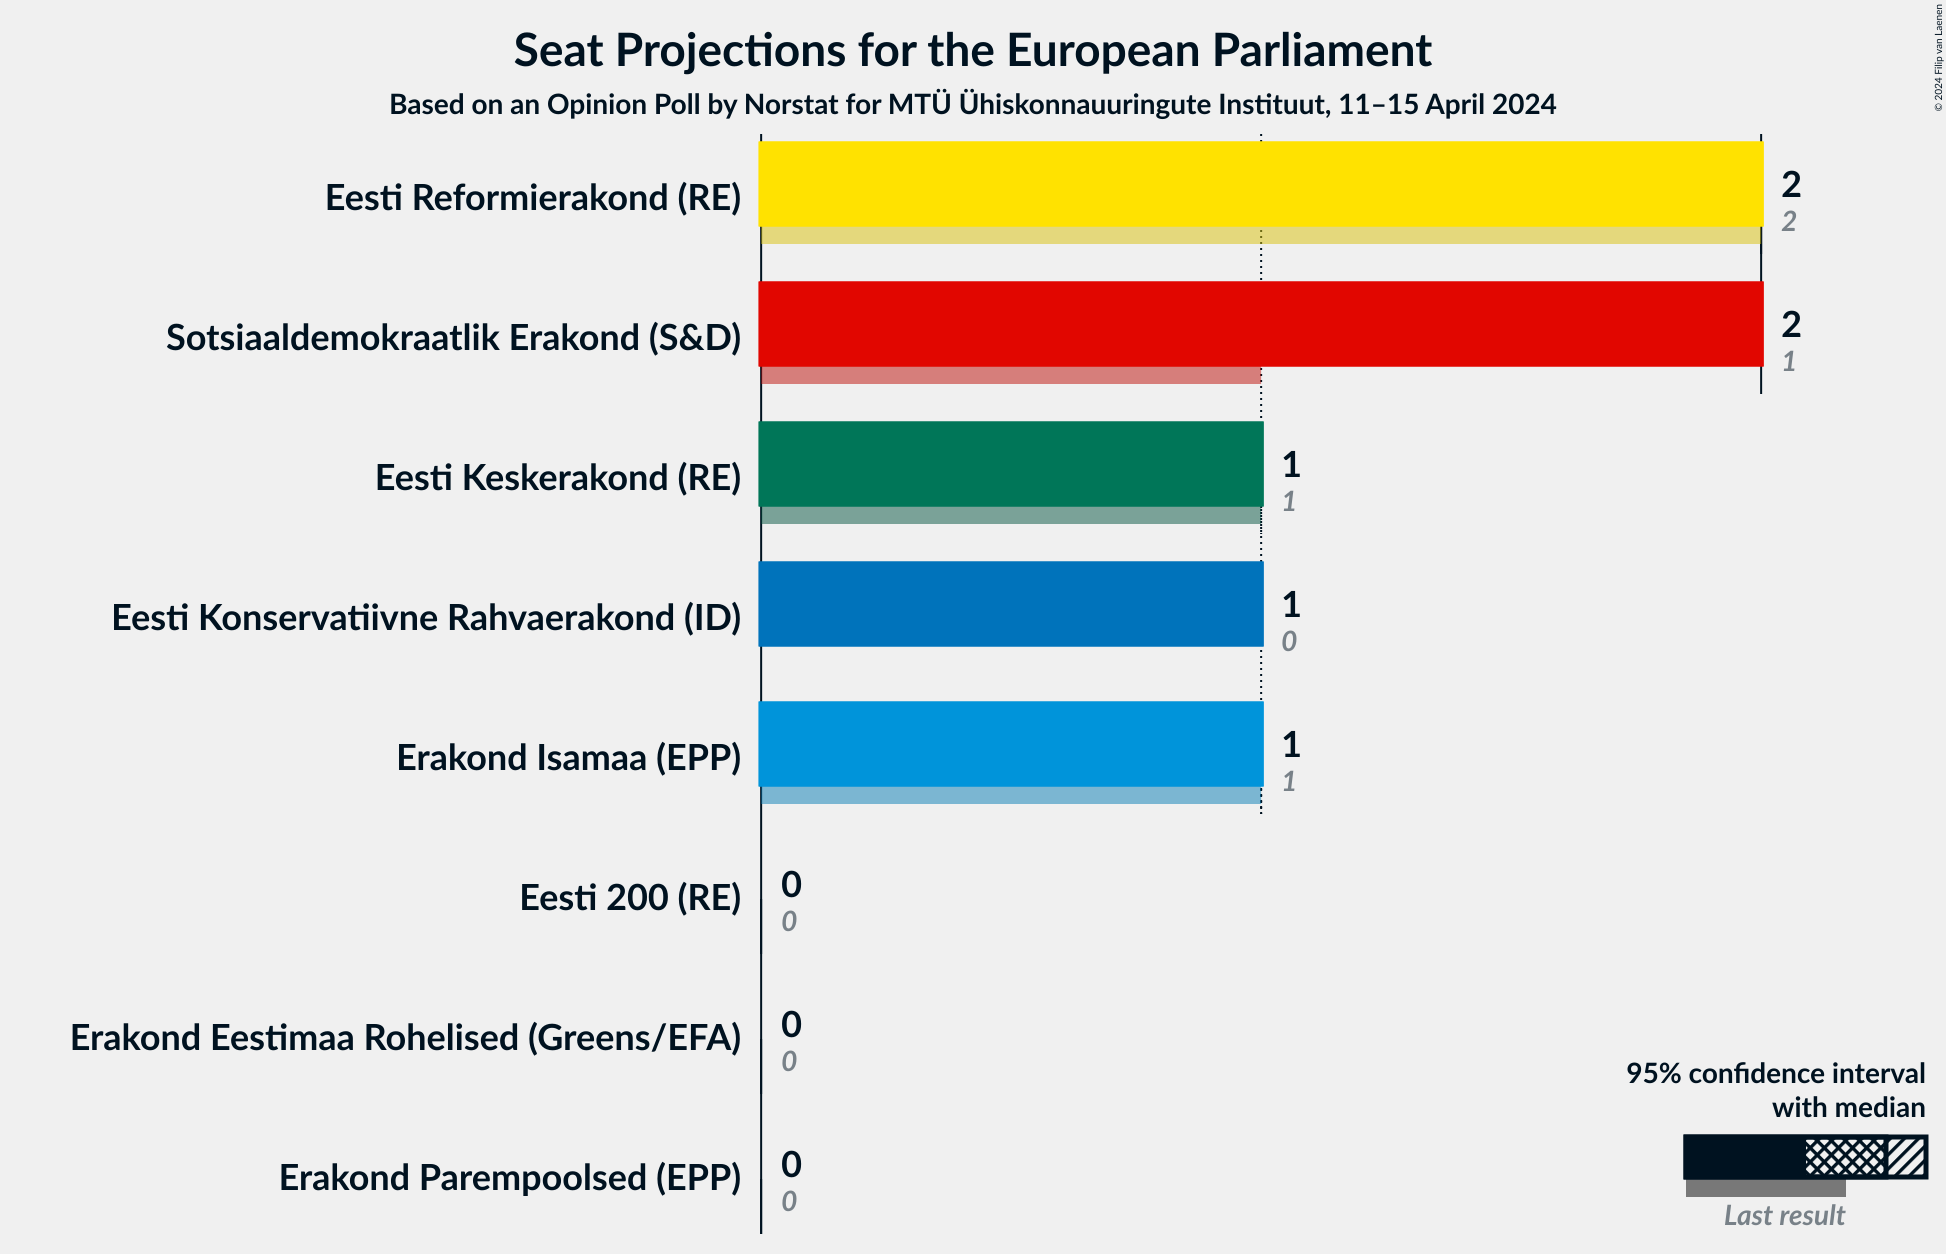 Seat Projections for the European Parliament
Based on an Opinion Poll by Norstat for MTÜ Ühiskonnauuringute Instituut, 11–15 April 2024
© 2024 Filip van Laenen
Eesti Reformierakond (RE)
2
2
Sotsiaaldemokraatlik Erakond (S&D)
2
1
Eesti Keskerakond (RE)
1
1
Eesti Konservatiivne Rahvaerakond (ID)
1
0
Erakond Isamaa (EPP)
1
1
Eesti 200 (RE)
0
0
Erakond Eestimaa Rohelised (Greens/EFA)
0
0
Erakond Parempoolsed (EPP)
0
0
95% confidence interval
with median
Last result